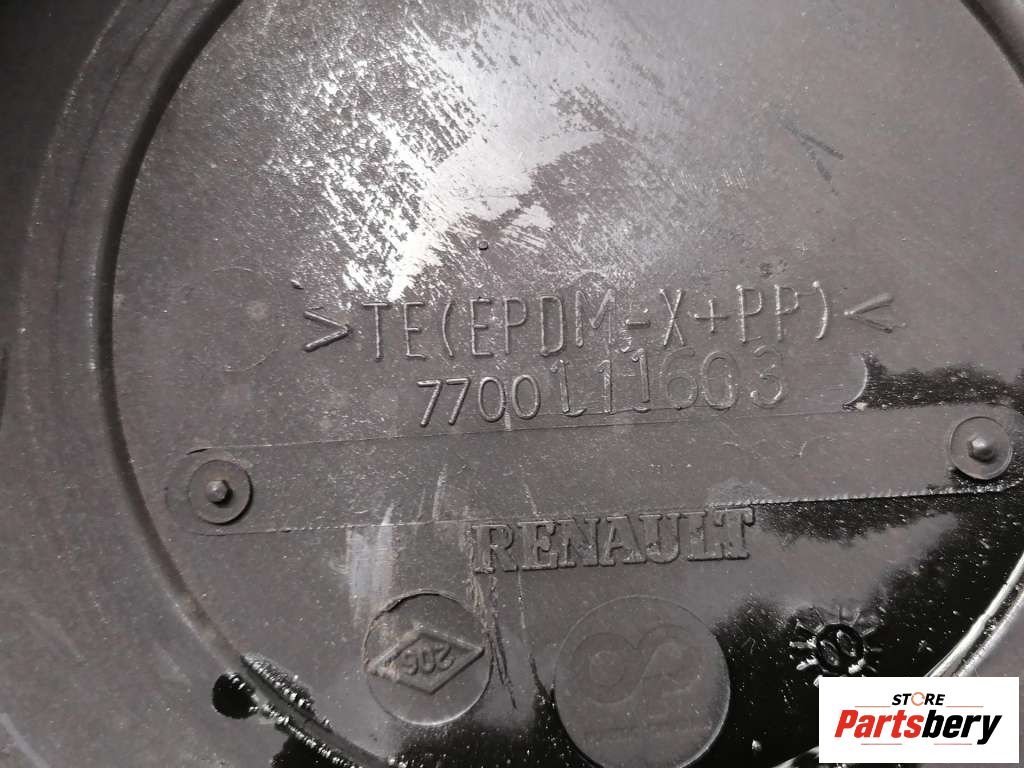 >TE(EPDM-X+PP)<
7700111603
RENAULT
206
STORE
Partsbery